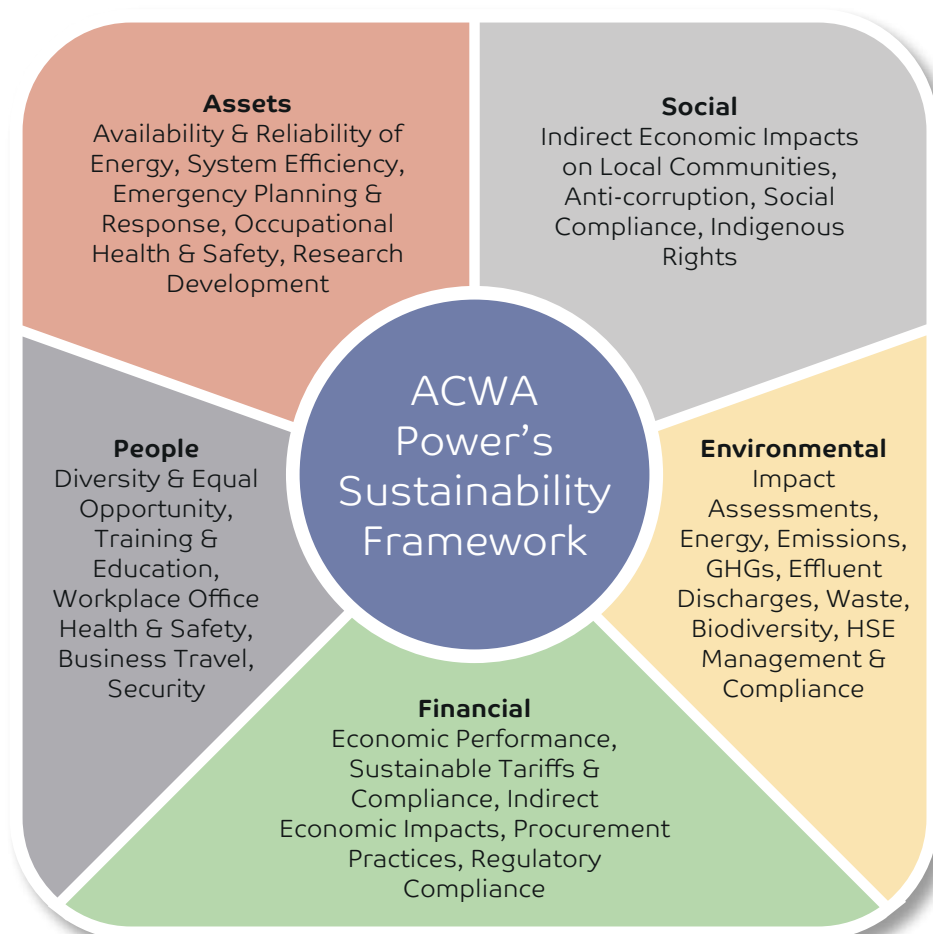 Assets
Availability & Reliability of
Energy, System Efficiency,
Emergency Planning &
Response, Occupational
Health & Safety, Research
Development
Social
Indirect Economic Impacts
on Local Communities,
Anti-corruption, Social
Compliance, Indigenous
Rights
ACWA
Power's
Sustainability
Framework
People
Diversity & Equal
Opportunity,
Training &
Education,
Workplace Office
Health & Safety,
Business Travel,
Security
Environmental
Impact
Assessments,
Energy, Emissions,
GHGs, Effluent
Discharges, Waste,
Biodiversity, HSE
Management &
Compliance
Financial
Economic Performance,
Sustainable Tariffs &
Compliance, Indirect
Economic Impacts, Procurement
Practices, Regulatory
Compliance